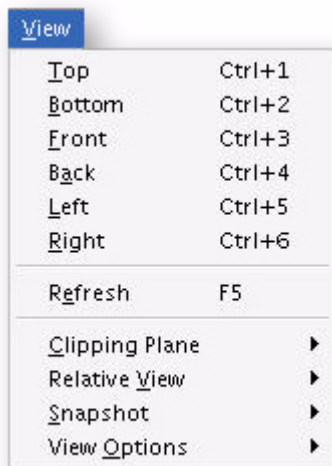 View
Top Ctrl+1
Bottom Ctrl+2
Front Ctrl+3
Back Ctrl+4
Left Ctrl+5
Right Ctrl+6
Refresh F5
Clipping Plane
Relative View
Snapshot
View Options